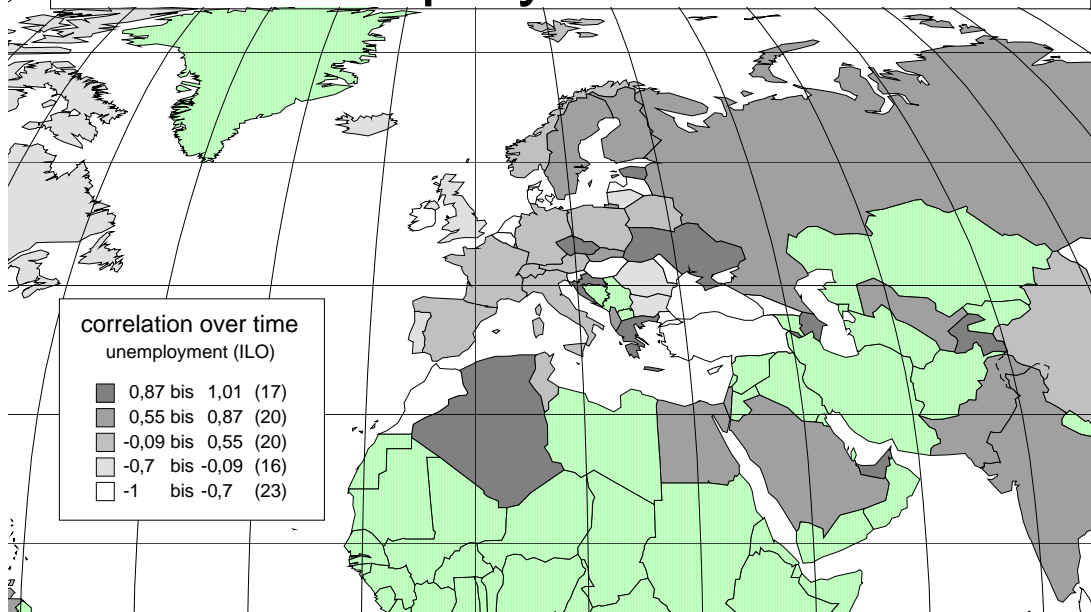 correlation over time
unemployment (ILO)
0,87 bis 1,01 (17)
0,55 bis 0,87 (20)
-0,09 bis 0,55 (20)
-0,7 bis -0,09 (16)
-1 bis -0,7 (23)